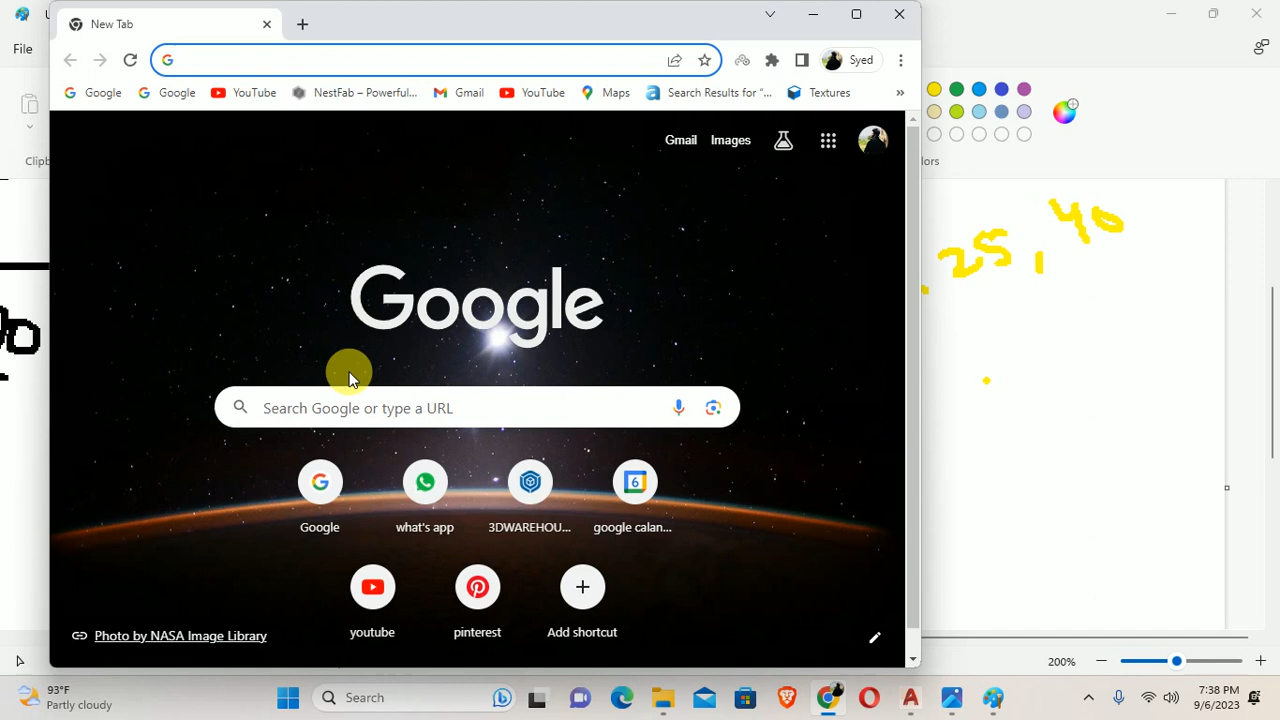 New Tab
File
Syed
Google
Google
YouTube
NestFab – Powerful...
Gmail
YouTube
Maps
Search Results for “...
Textures
»
Gmail
Images
Clipb
lors
25, 40
Google
Search Google or type a URL
Google
what's app
3DWAREHOU...
google calan...
youtube
pinterest
Add shortcut
Photo by NASA Image Library
200%
93°F
Partly cloudy
Search
7:38 PM
9/6/2023